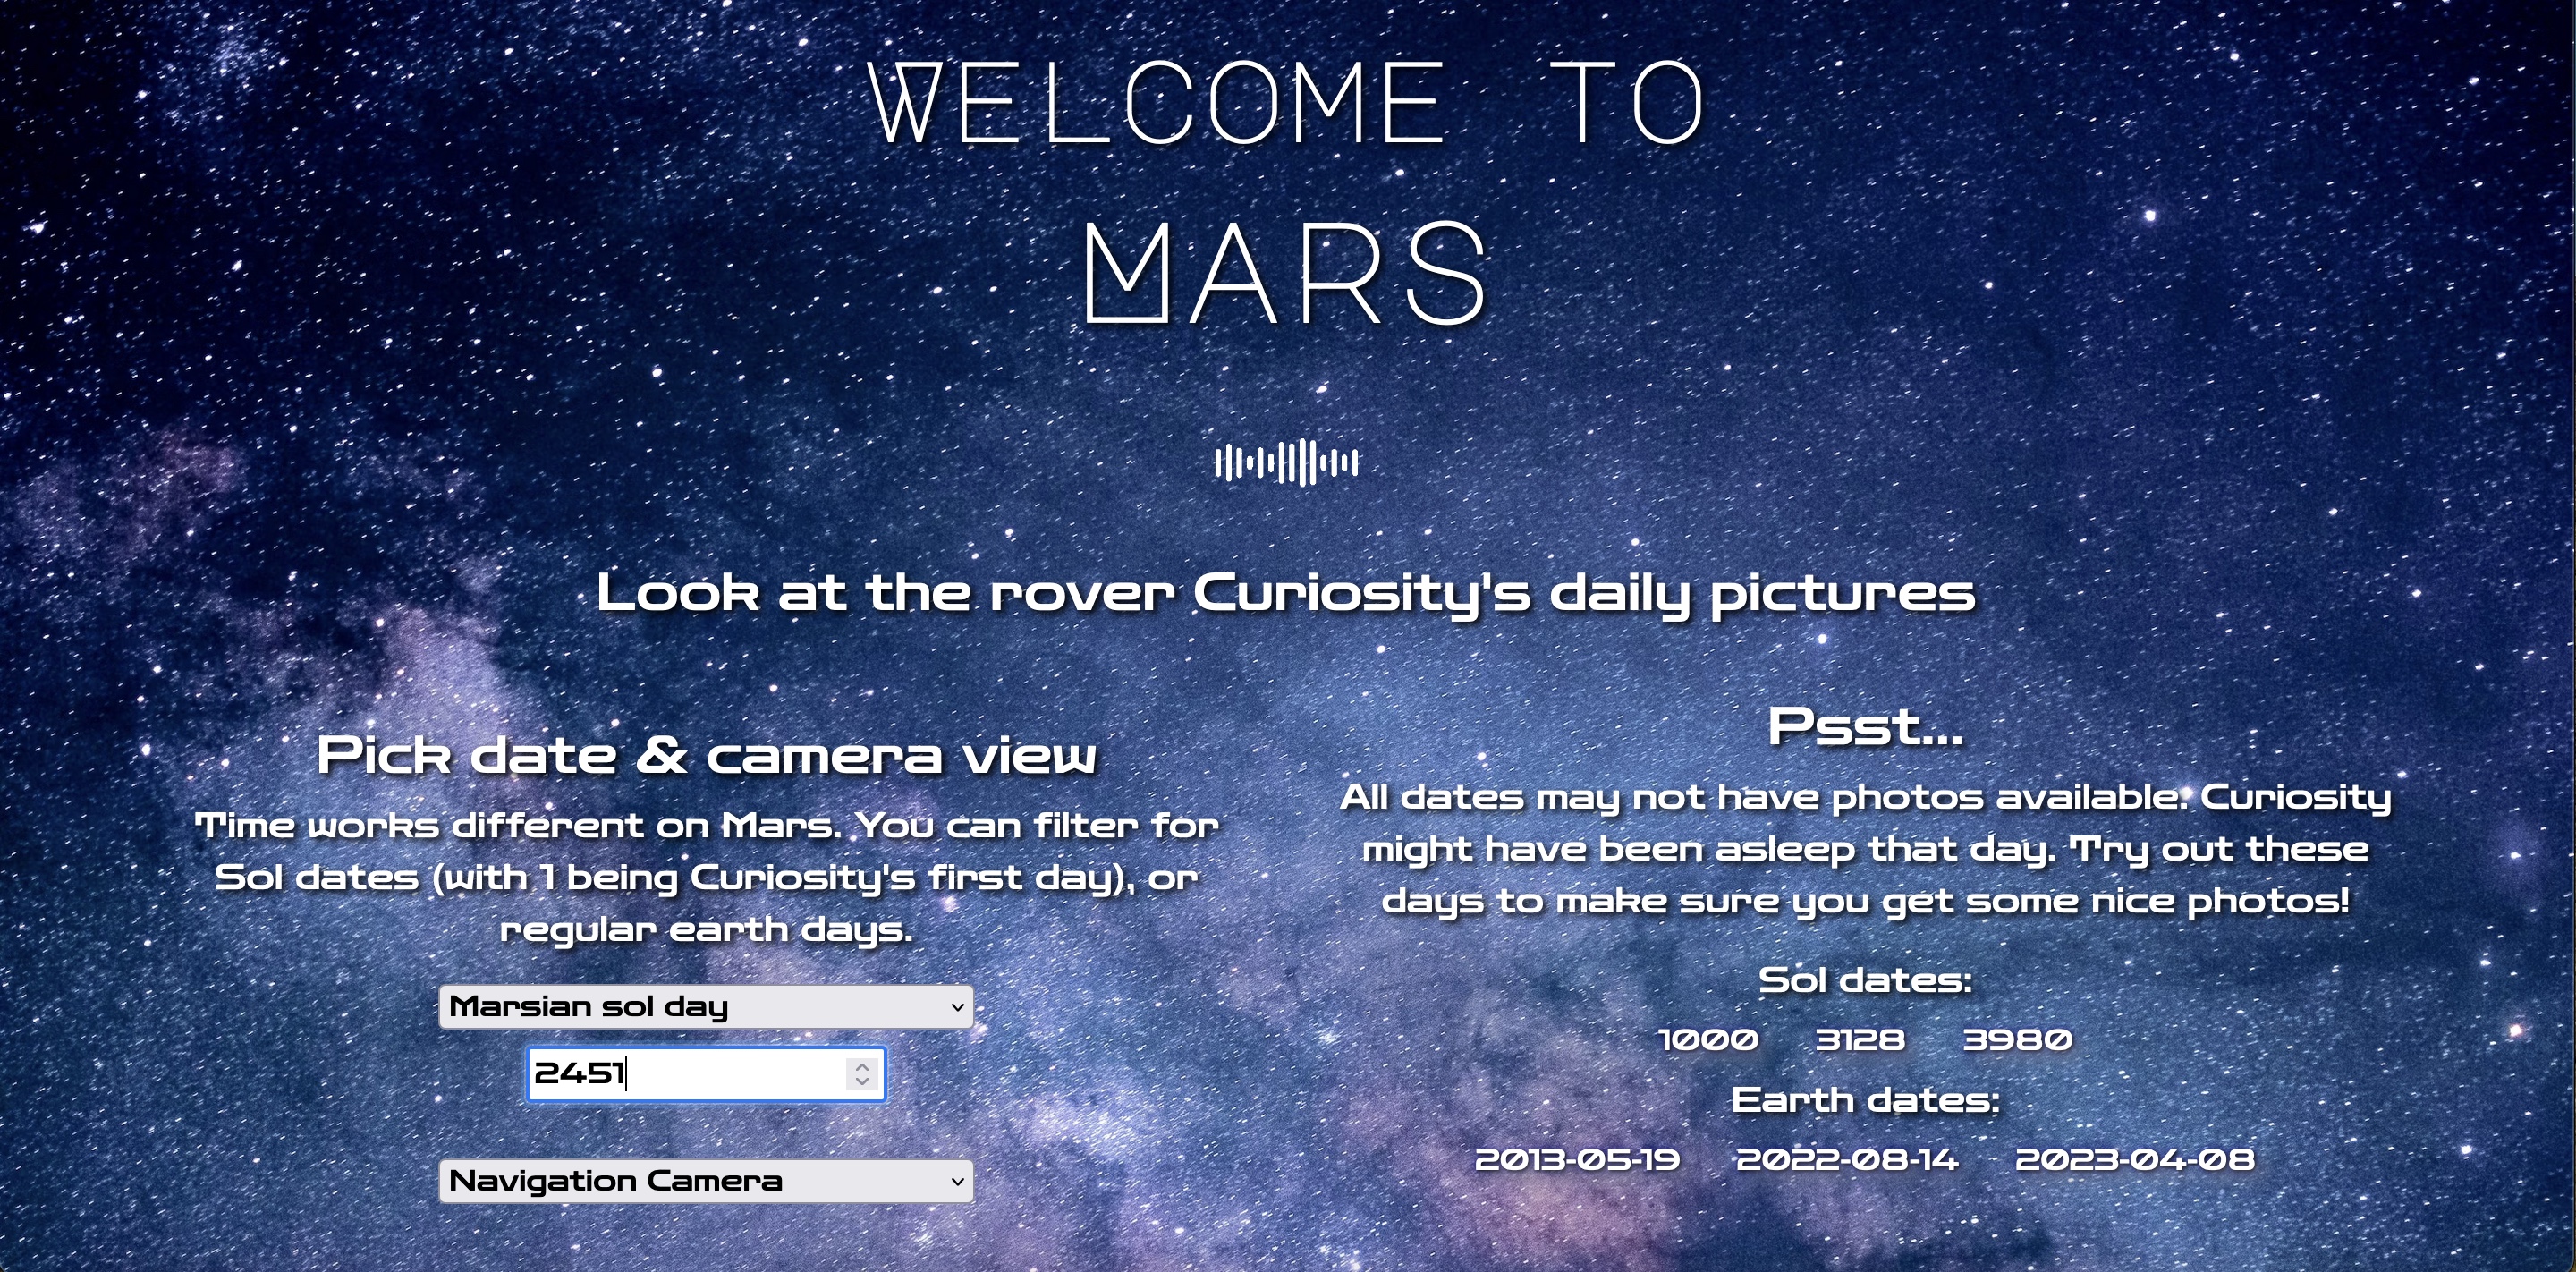 WELCOME TO
MARS
Look at the rover Curiosity's daily pictures
Pick date & camera view
Time works different on Mars. You can filter for
Sol dates (with 1 being Curiosity's first day), or
regular earth days.
Marsian sol day
2451
Navigation Camera
Psst...
All dates may not have photos available. Curiosity
might have been asleep that day. Try out these
days to make sure you get some nice photos!
Sol dates:
1000 3128 3980
Earth dates:
2013-05-19 2022-08-14 2023-04-08